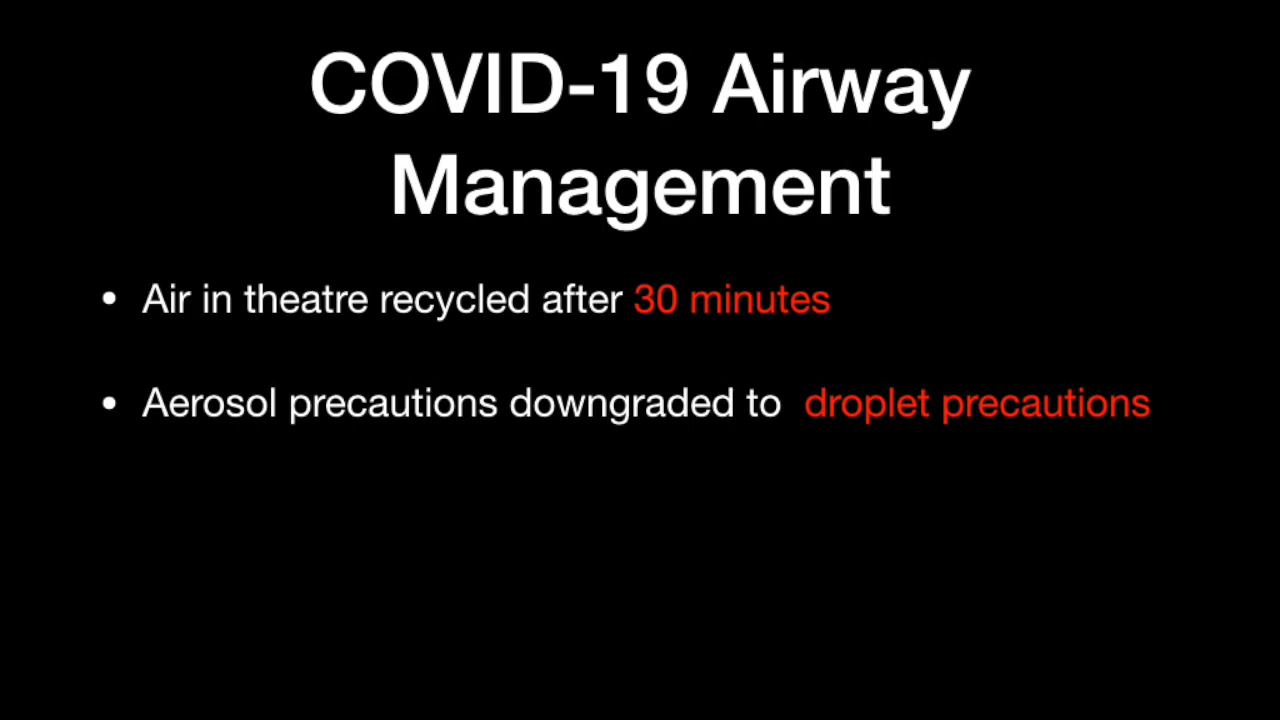 COVID-19 Airway
Management
• Air in theatre recycled after 30 minutes
• Aerosol precautions downgraded to droplet precautions